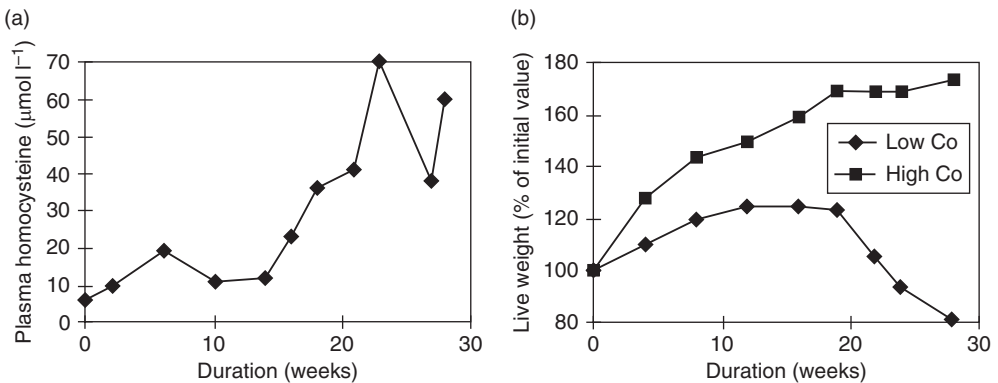 (a)
Plasma homocysteine (µmol l⁻¹)
70
60
50
40
30
20
10
0
0 10 20 30
Duration (weeks)
(b)
Live weight (% of initial value)
180
160
140
120
100
80
Low Co
High Co
0 10 20 30
Duration (weeks)